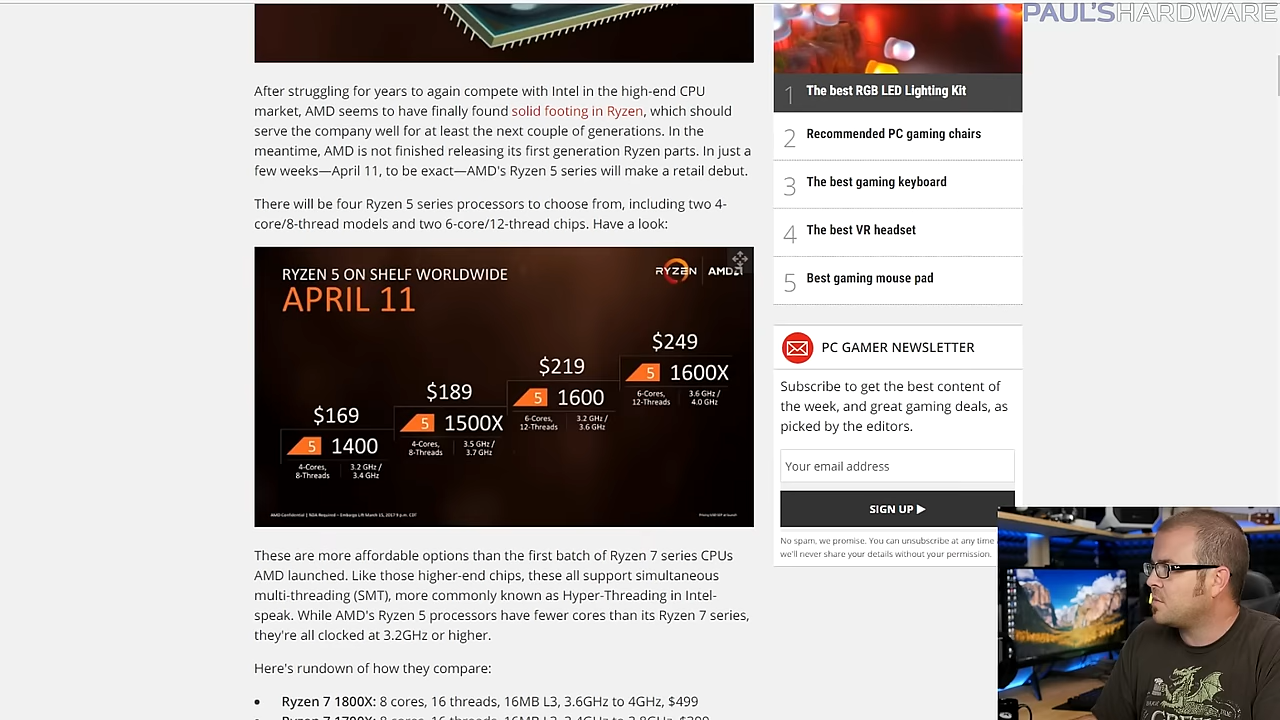 PAUL'SHARDWARE
After struggling for years to again compete with Intel in the high-end CPU
market, AMD seems to have finally found solid footing in Ryzen, which should
serve the company well for at least the next couple of generations. In the
meantime, AMD is not finished releasing its first generation Ryzen parts. In just a
few weeks—April 11, to be exact—AMD's Ryzen 5 series will make a retail debut.
There will be four Ryzen 5 series processors to choose from, including two 4-
core/8-thread models and two 6-core/12-thread chips. Have a look:
RYZEN 5 ON SHELF WORLDWIDE
APRIL 11
RYZEN
AMD
$169
5 1400
4-Cores,
8-Threads
3.2 GHz /
3.4 GHz
$189
5 1500X
4-Cores,
8-Threads
3.5 GHz /
3.7 GHz
$219
5 1600
6-Cores,
12-Threads
3.2 GHz /
3.6 GHz
$249
5 1600X
6-Cores,
12-Threads
3.6 GHz /
4.0 GHz
These are more affordable options than the first batch of Ryzen 7 series CPUs
AMD launched. Like those higher-end chips, these all support simultaneous
multi-threading (SMT), more commonly known as Hyper-Threading in Intel-
speak. While AMD's Ryzen 5 processors have fewer cores than its Ryzen 7 series,
they're all clocked at 3.2GHz or higher.
Here's rundown of how they compare:
• Ryzen 7 1800X: 8 cores, 16 threads, 16MB L3, 3.6GHz to 4GHz, $499
1 The best RGB LED Lighting Kit
2 Recommended PC gaming chairs
3 The best gaming keyboard
4 The best VR headset
5 Best gaming mouse pad
PC GAMER NEWSLETTER
Subscribe to get the best content of
the week, and great gaming deals, as
picked by the editors.
Your email address
SIGN UP
No spam, we promise. You can unsubscribe at any time
we'll never share your details without your permission.